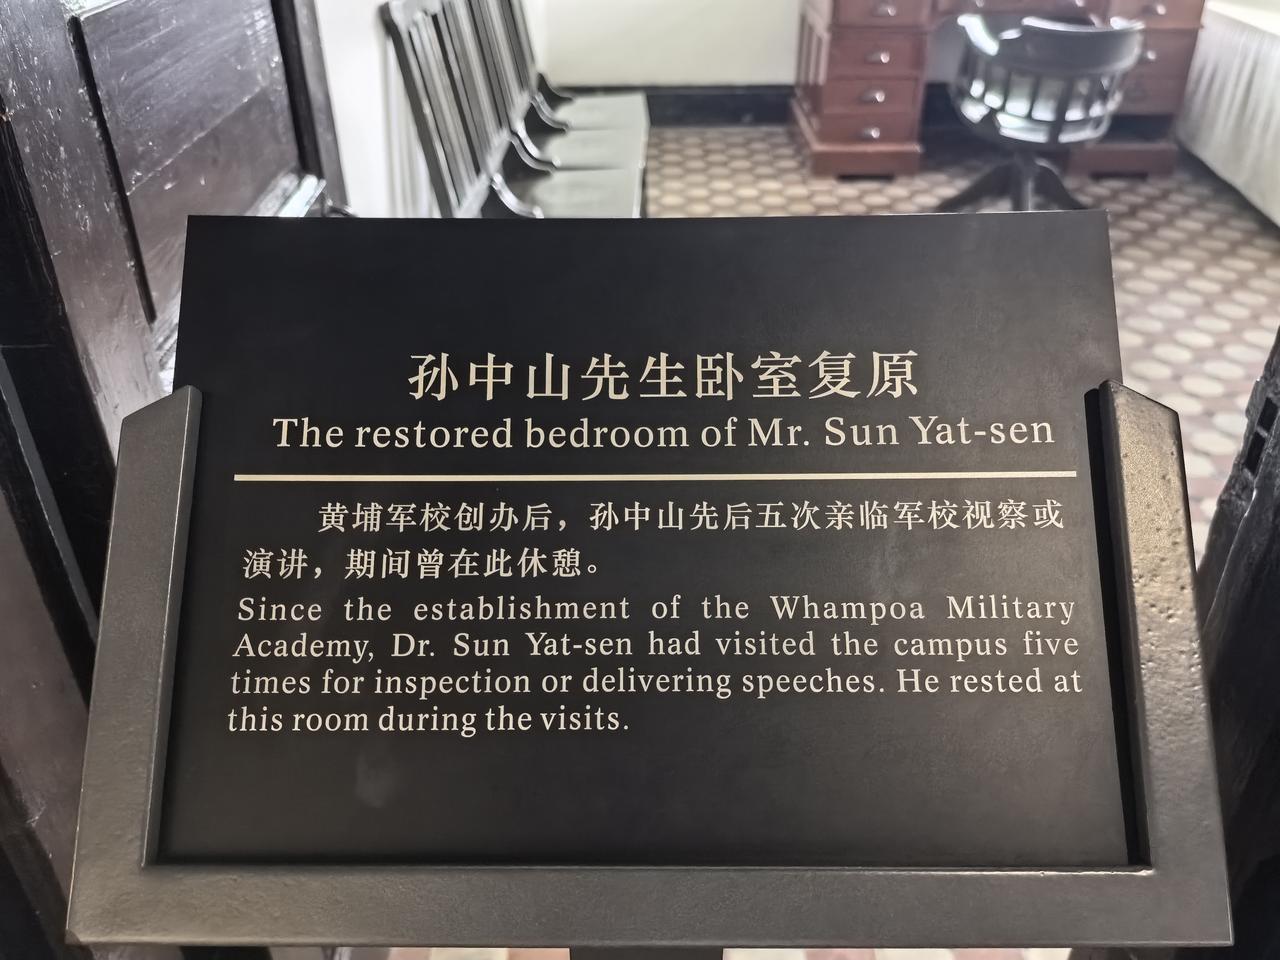 孙中山先生卧室复原
The restored bedroom of Mr. Sun Yat-sen
黄埔军校创办后，孙中山先后五次亲临军校视察或
演讲，期间曾在此休憩。
Since the establishment of the Whampoa Military
Academy, Dr. Sun Yat-sen had visited the campus five
times for inspection or delivering speeches. He rested at
this room during the visits.